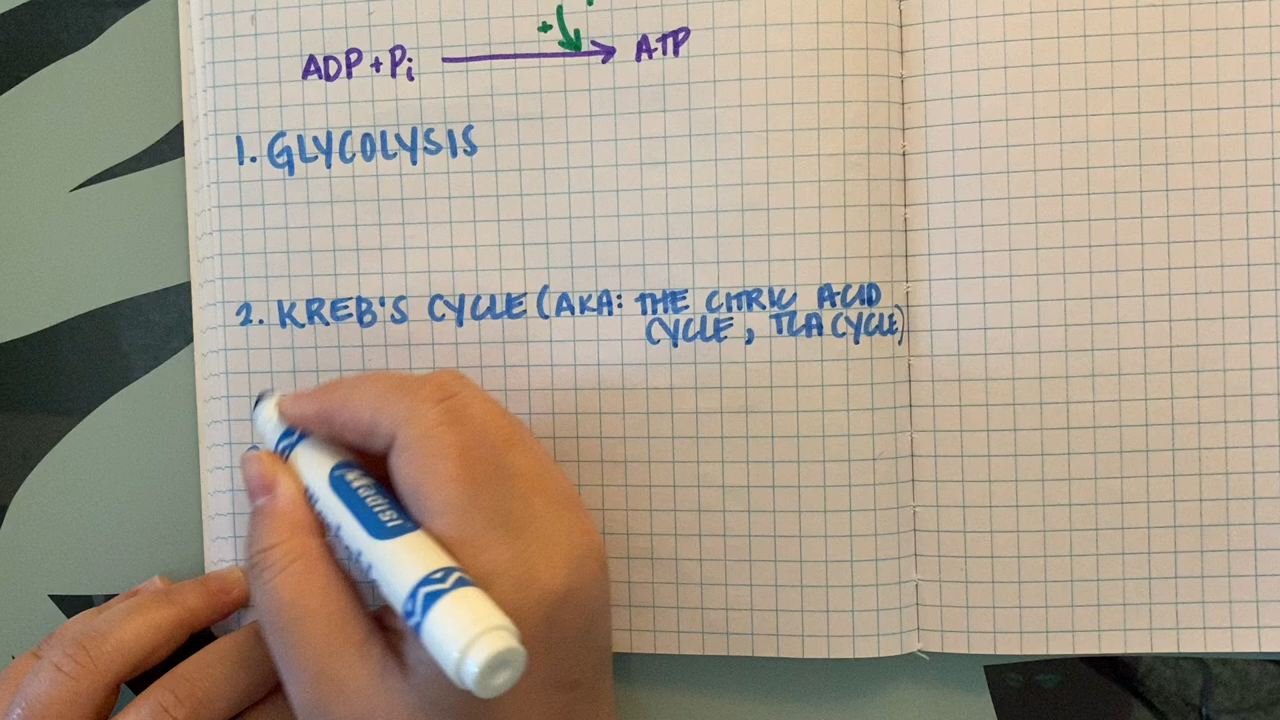 +
ADP + Pi → ATP
1. GLYCOLYSIS
2. KREB'S CYCLE (AKA: THE CITRIC ACID
CYCLE, TCA CYCLE)